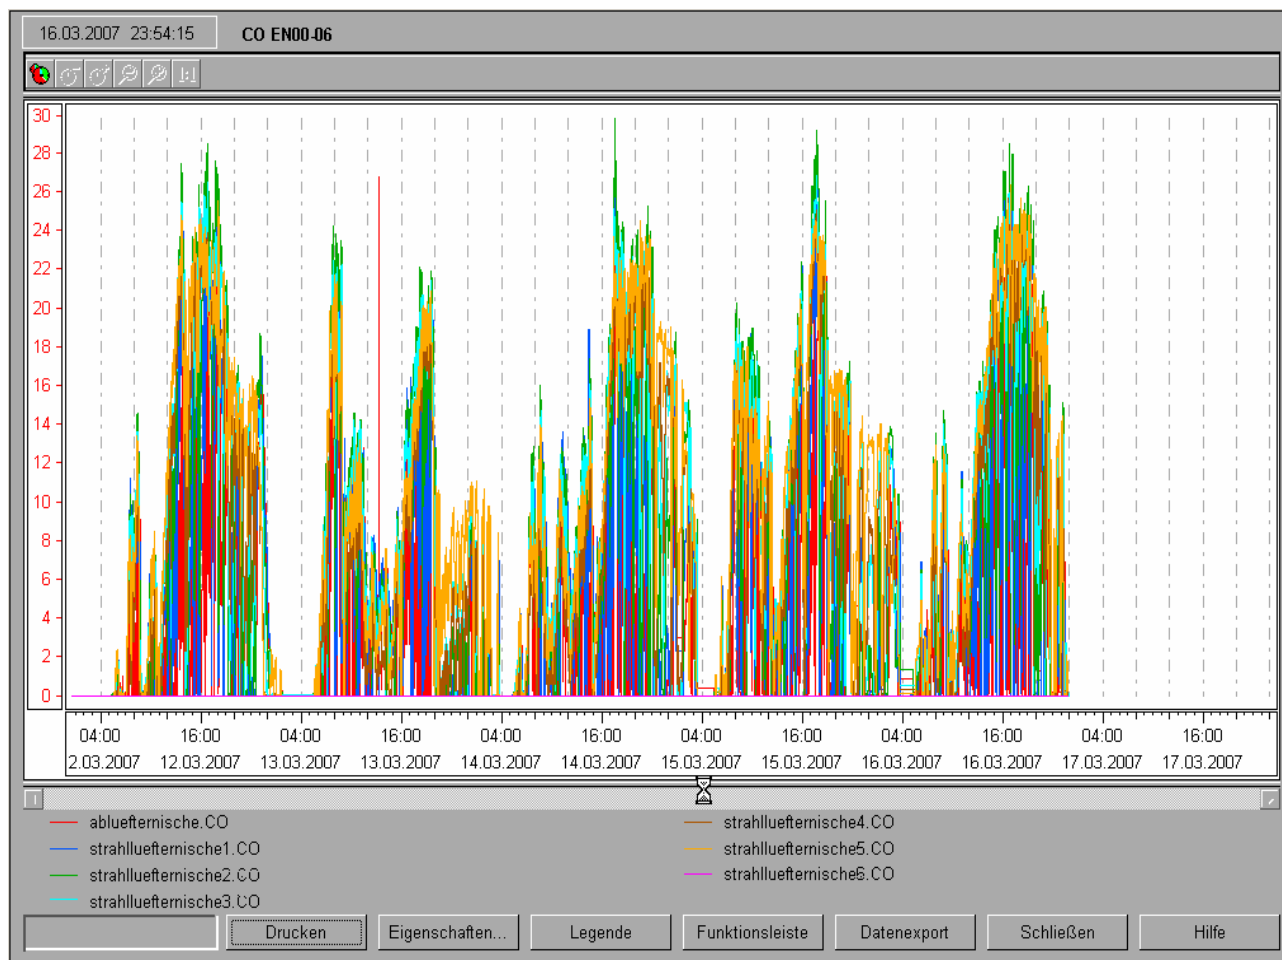 16.03.2007 23:54:15 CO EN00-06
1:1
30
28
26
24
22
20
18
16
14
12
10
8
6
4
2
0
04:00 16:00 04:00 16:00 04:00 16:00 04:00 16:00 04:00 16:00 04:00 16:00
2.03.2007 12.03.2007 13.03.2007 13.03.2007 14.03.2007 14.03.2007 15.03.2007 15.03.2007 16.03.2007 16.03.2007 17.03.2007 17.03.2007
abluefternische.CO strahlluefternische4.CO
strahlluefternische1.CO strahlluefternische5.CO
strahlluefternische2.CO strahlluefternische6.CO
strahlluefternische3.CO
Drucken Eigenschaften... Legende Funktionsleiste Datenexport Schließen Hilfe